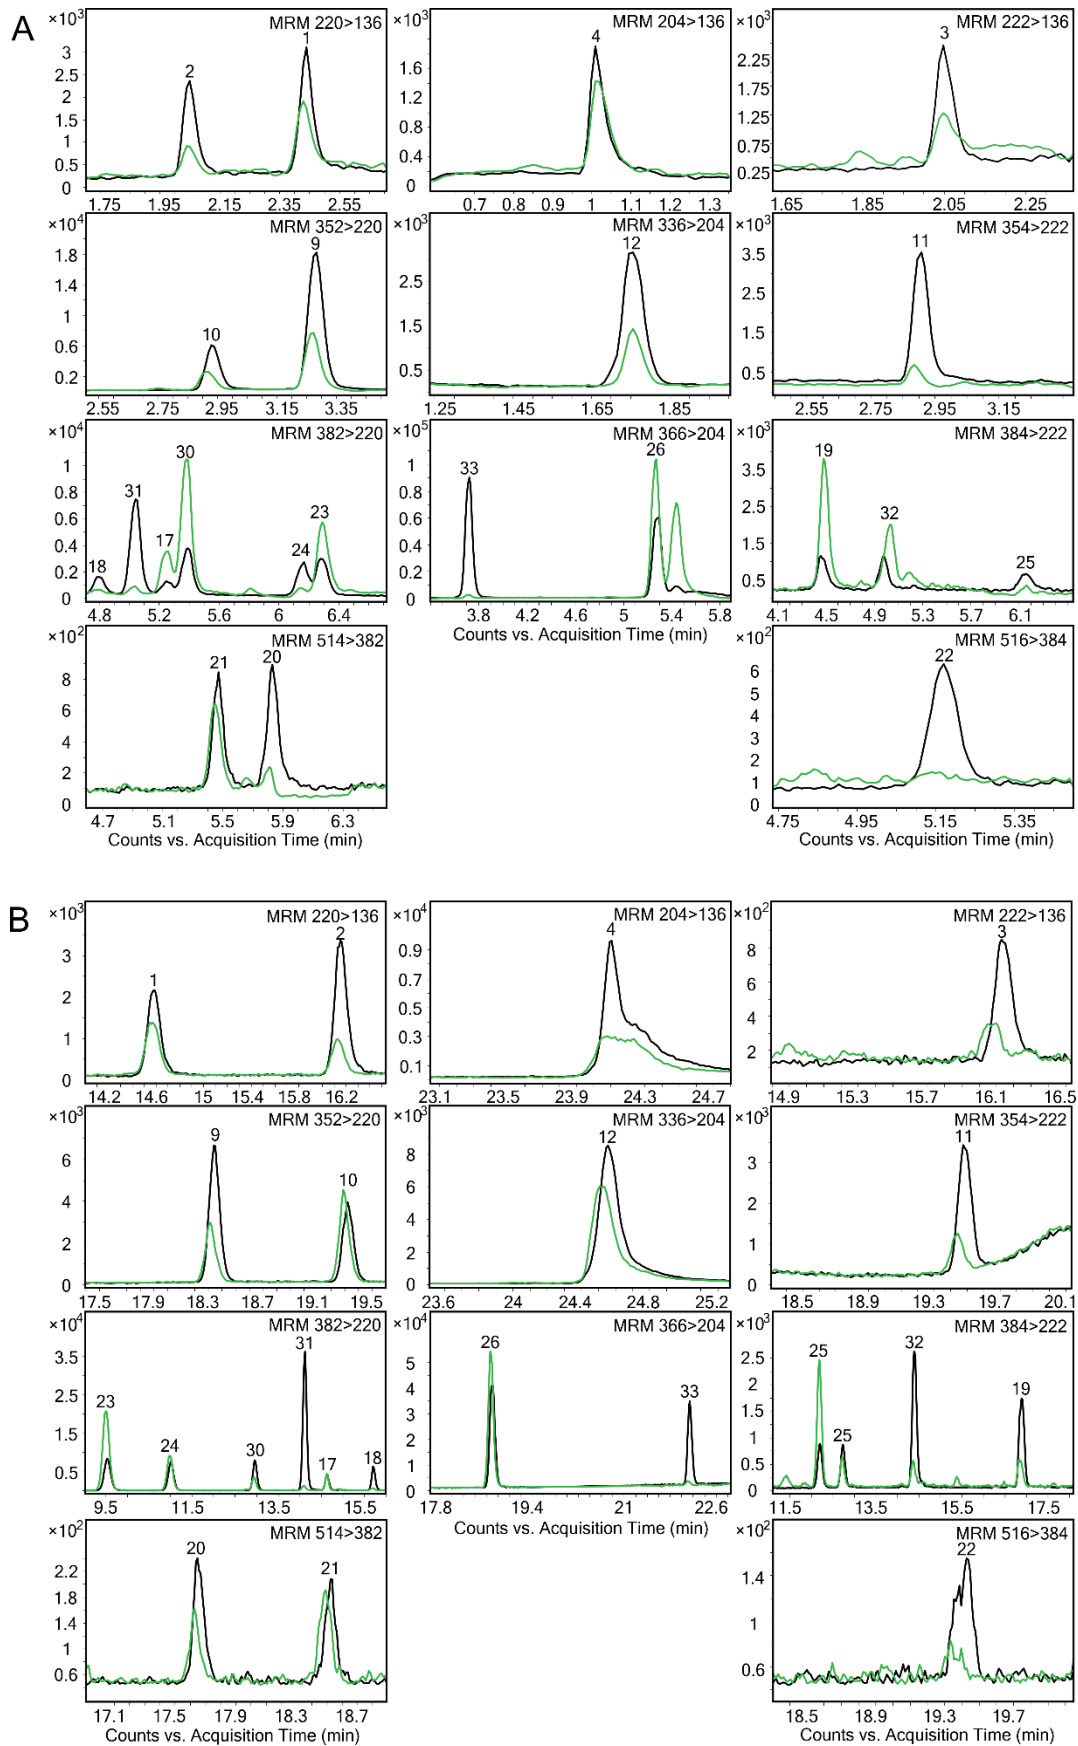 A
×10³ MRM 220>136
3 2.5 2 1.5 1 0.5 0
2 1
1.75 1.95 2.15 2.35 2.55
×10³ MRM 204>136
1.6 1.2 0.8 0.4 0
4
0.7 0.8 0.9 1 1.1 1.2 1.3
×10³ MRM 222>136
2.25 1.75 1.25 0.75 0.25
3
1.65 1.85 2.05 2.25
×10⁴ MRM 352>220
1.8 1.4 1 0.6 0.2
10 9
2.55 2.75 2.95 3.15 3.35
×10³ MRM 336>204
3.5 2.5 1.5 0.5
12
1.25 1.45 1.65 1.85
×10³ MRM 354>222
3.5 2.5 1.5 0.5
11
2.55 2.75 2.95 3.15
×10⁴ MRM 382>220
1 0.8 0.6 0.4 0.2 0
18 31 17 30 24 23
4.8 5.2 5.6 6 6.4
×10⁵ MRM 366>204
1 0.8 0.6 0.4 0.2 0
33 26
3.8 4.2 4.6 5 5.4 5.8
Counts vs. Acquisition Time (min)
×10³ MRM 384>222
3.5 2.5 1.5 0.5
19 32 25
4.1 4.5 4.9 5.3 5.7 6.1
×10² MRM 514>382
8 6 4 2 0
21 20
4.7 5.1 5.5 5.9 6.3
Counts vs. Acquisition Time (min)
×10² MRM 516>384
6 5 4 3 2 1 0
22
4.75 4.95 5.15 5.35
Counts vs. Acquisition Time (min)
B
×10³ MRM 220>136
3 2 1 0
1 2
14.2 14.6 15 15.4 15.8 16.2
×10⁴ MRM 204>136
0.9 0.7 0.5 0.3 0.1
4
23.1 23.5 23.9 24.3 24.7
×10² MRM 222>136
8 6 4 2
3
14.9 15.3 15.7 16.1 16.5
×10³ MRM 352>220
6 4 2 0
9 10
17.5 17.9 18.3 18.7 19.1 19.5
×10³ MRM 336>204
8 6 4 2 0
12
23.6 24 24.4 24.8 25.2
×10³ MRM 354>222
3 2 1 0
11
18.5 18.9 19.3 19.7 20.1
×10⁴ MRM 382>220
3.5 2.5 1.5 0.5
23 24 30 31 17 18
9.5 11.5 13.5 15.5
×10⁴ MRM 366>204
5 4 3 2 1 0
26 33
17.8 19.4 21 22.6
Counts vs. Acquisition Time (min)
×10³ MRM 384>222
2.5 2 1.5 1 0.5 0
25 25 32 19
11.5 13.5 15.5 17.5
×10² MRM 514>382
2.2 1.8 1.4 1 0.6
20 21
17.1 17.5 17.9 18.3 18.7
Counts vs. Acquisition Time (min)
×10² MRM 516>384
1.4 1 0.6
22
18.5 18.9 19.3 19.7
Counts vs. Acquisition Time (min)